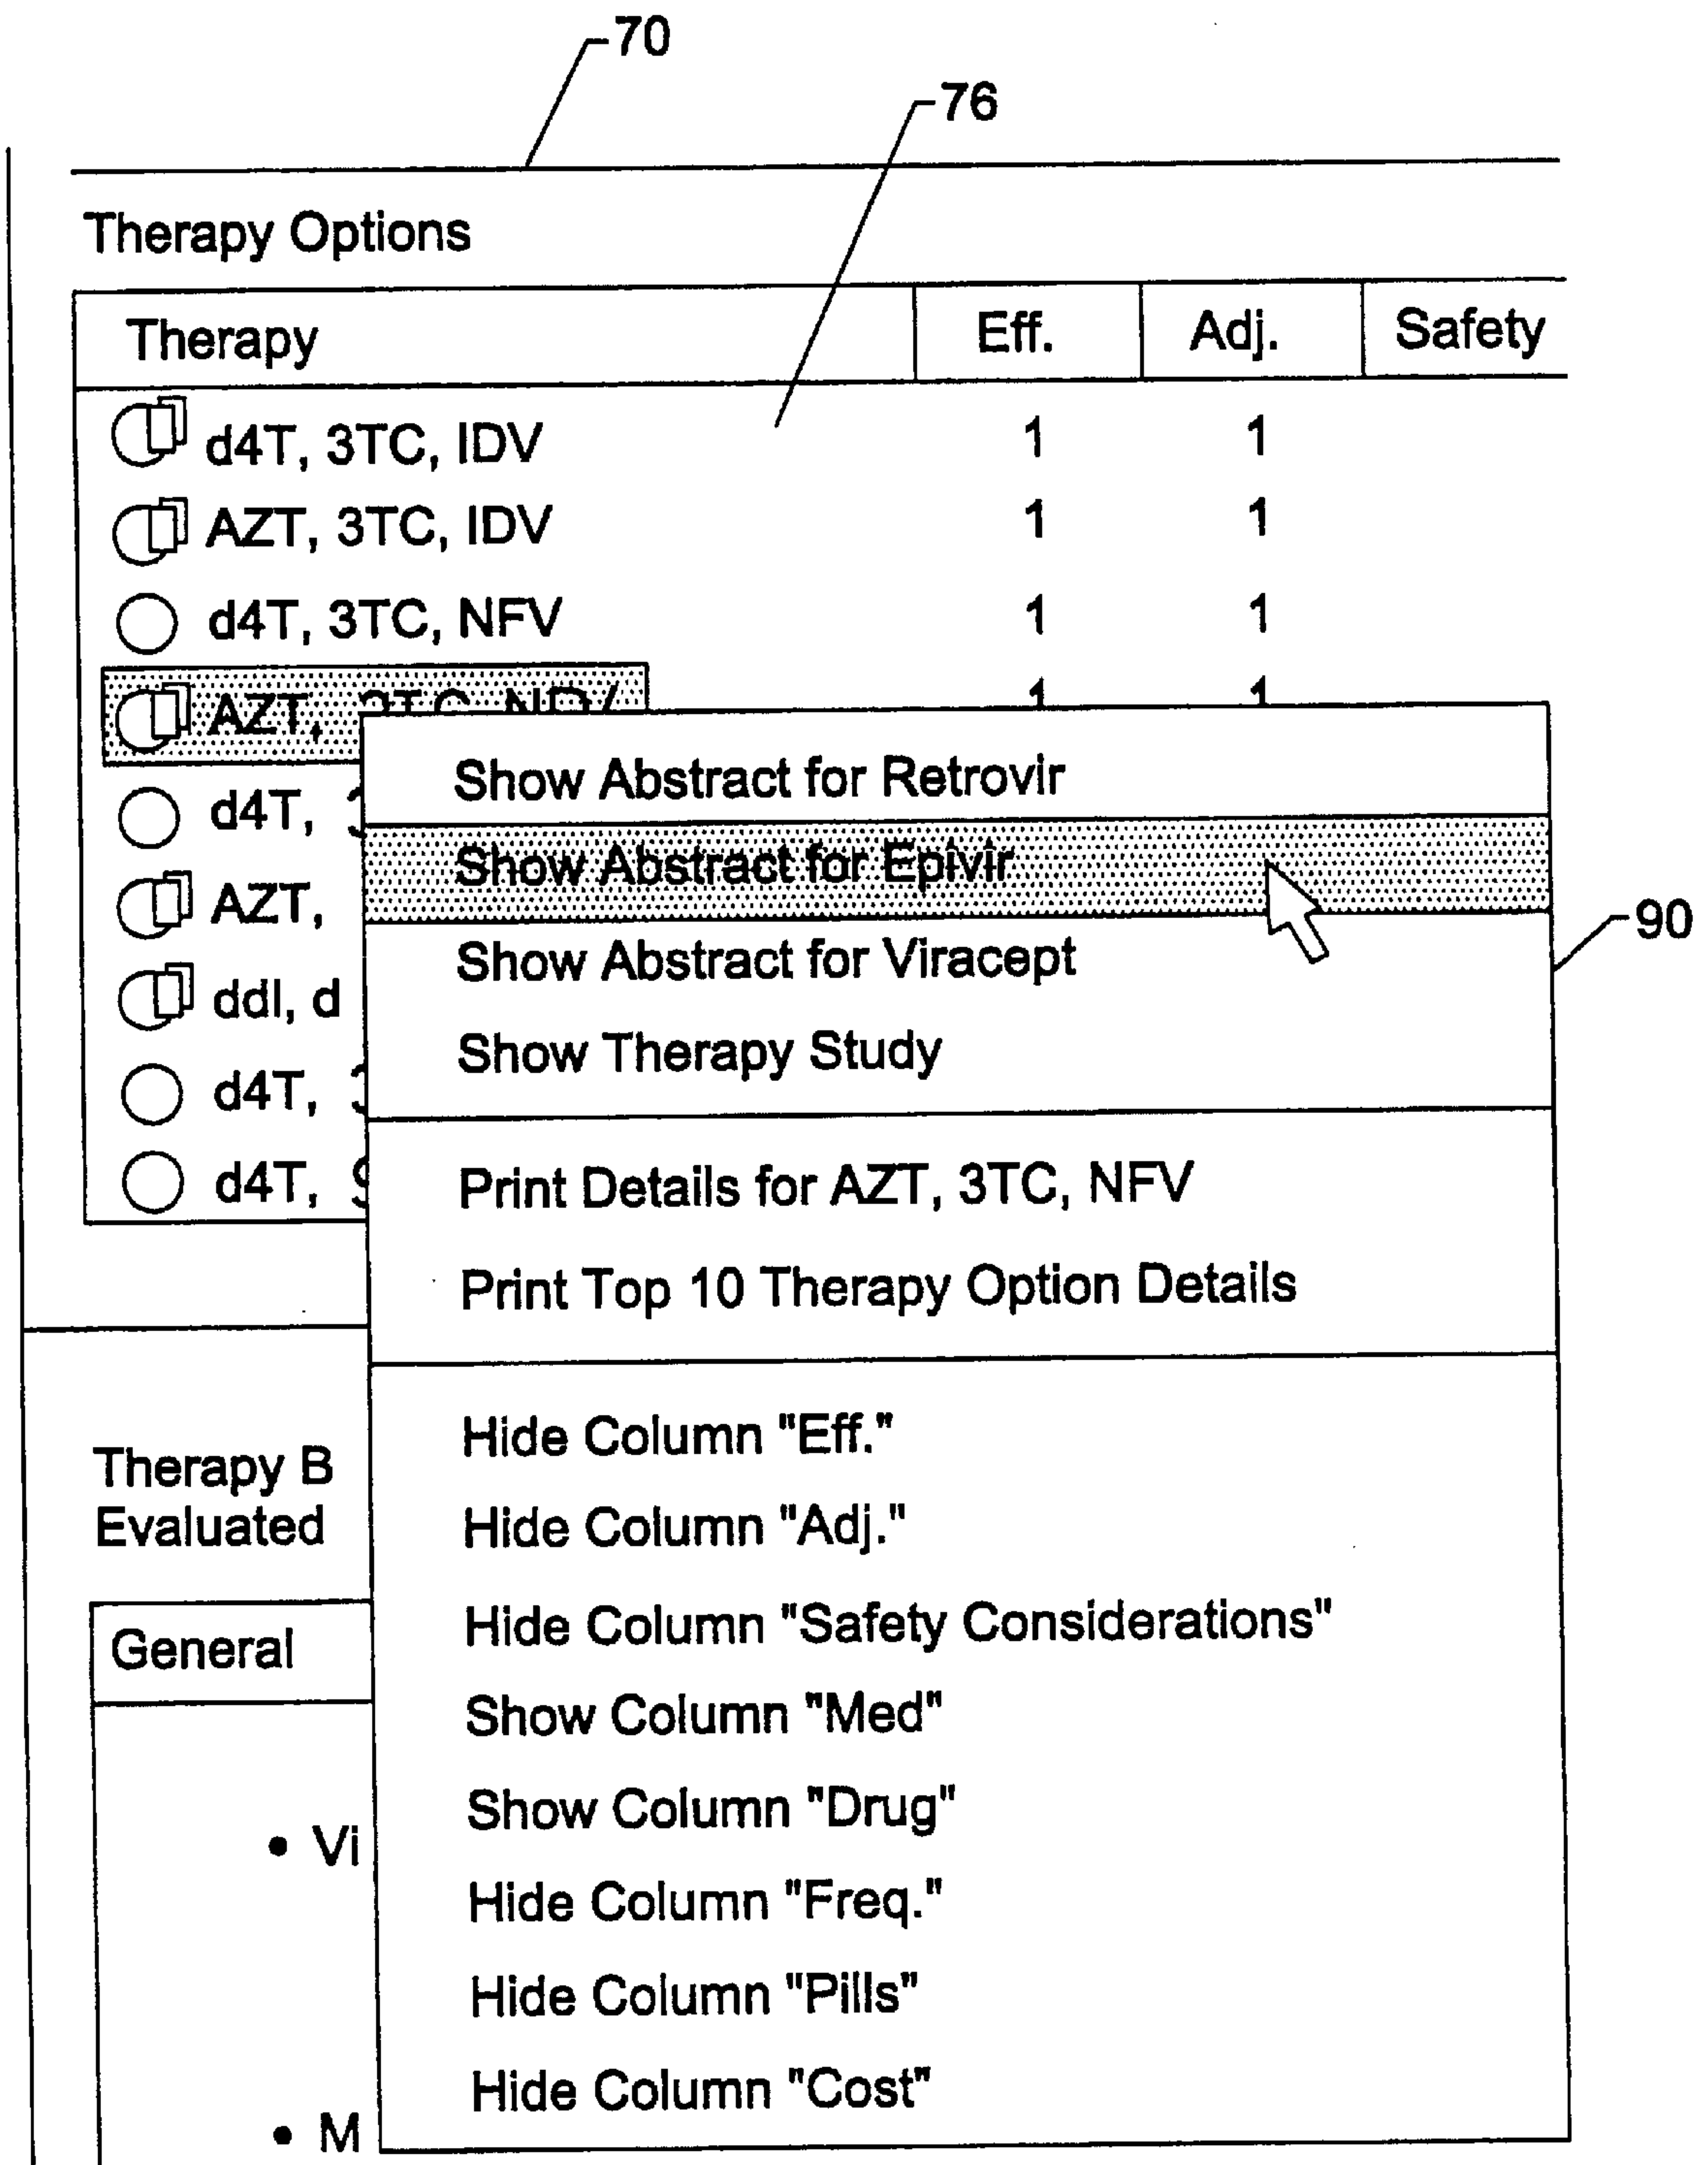 70
76
Therapy Options
Therapy Eff. Adj. Safety
d4T, 3TC, IDV 1 1
AZT, 3TC, IDV 1 1
d4T, 3TC, NFV 1 1
AZT, 1 1
Show Abstract for Retrovir
d4T,
Show Abstract for Epivir
AZT,
90
Show Abstract for Viracept
ddI, d
Show Therapy Study
d4T,
Print Details for AZT, 3TC, NFV
d4T,
Print Top 10 Therapy Option Details
Hide Column "Eff."
Therapy B
Evaluated
Hide Column "Adj."
Hide Column "Safety Considerations"
General
Show Column "Med"
Show Column "Drug"
• Vi
Hide Column "Freq."
Hide Column "Pills"
Hide Column "Cost"
• M